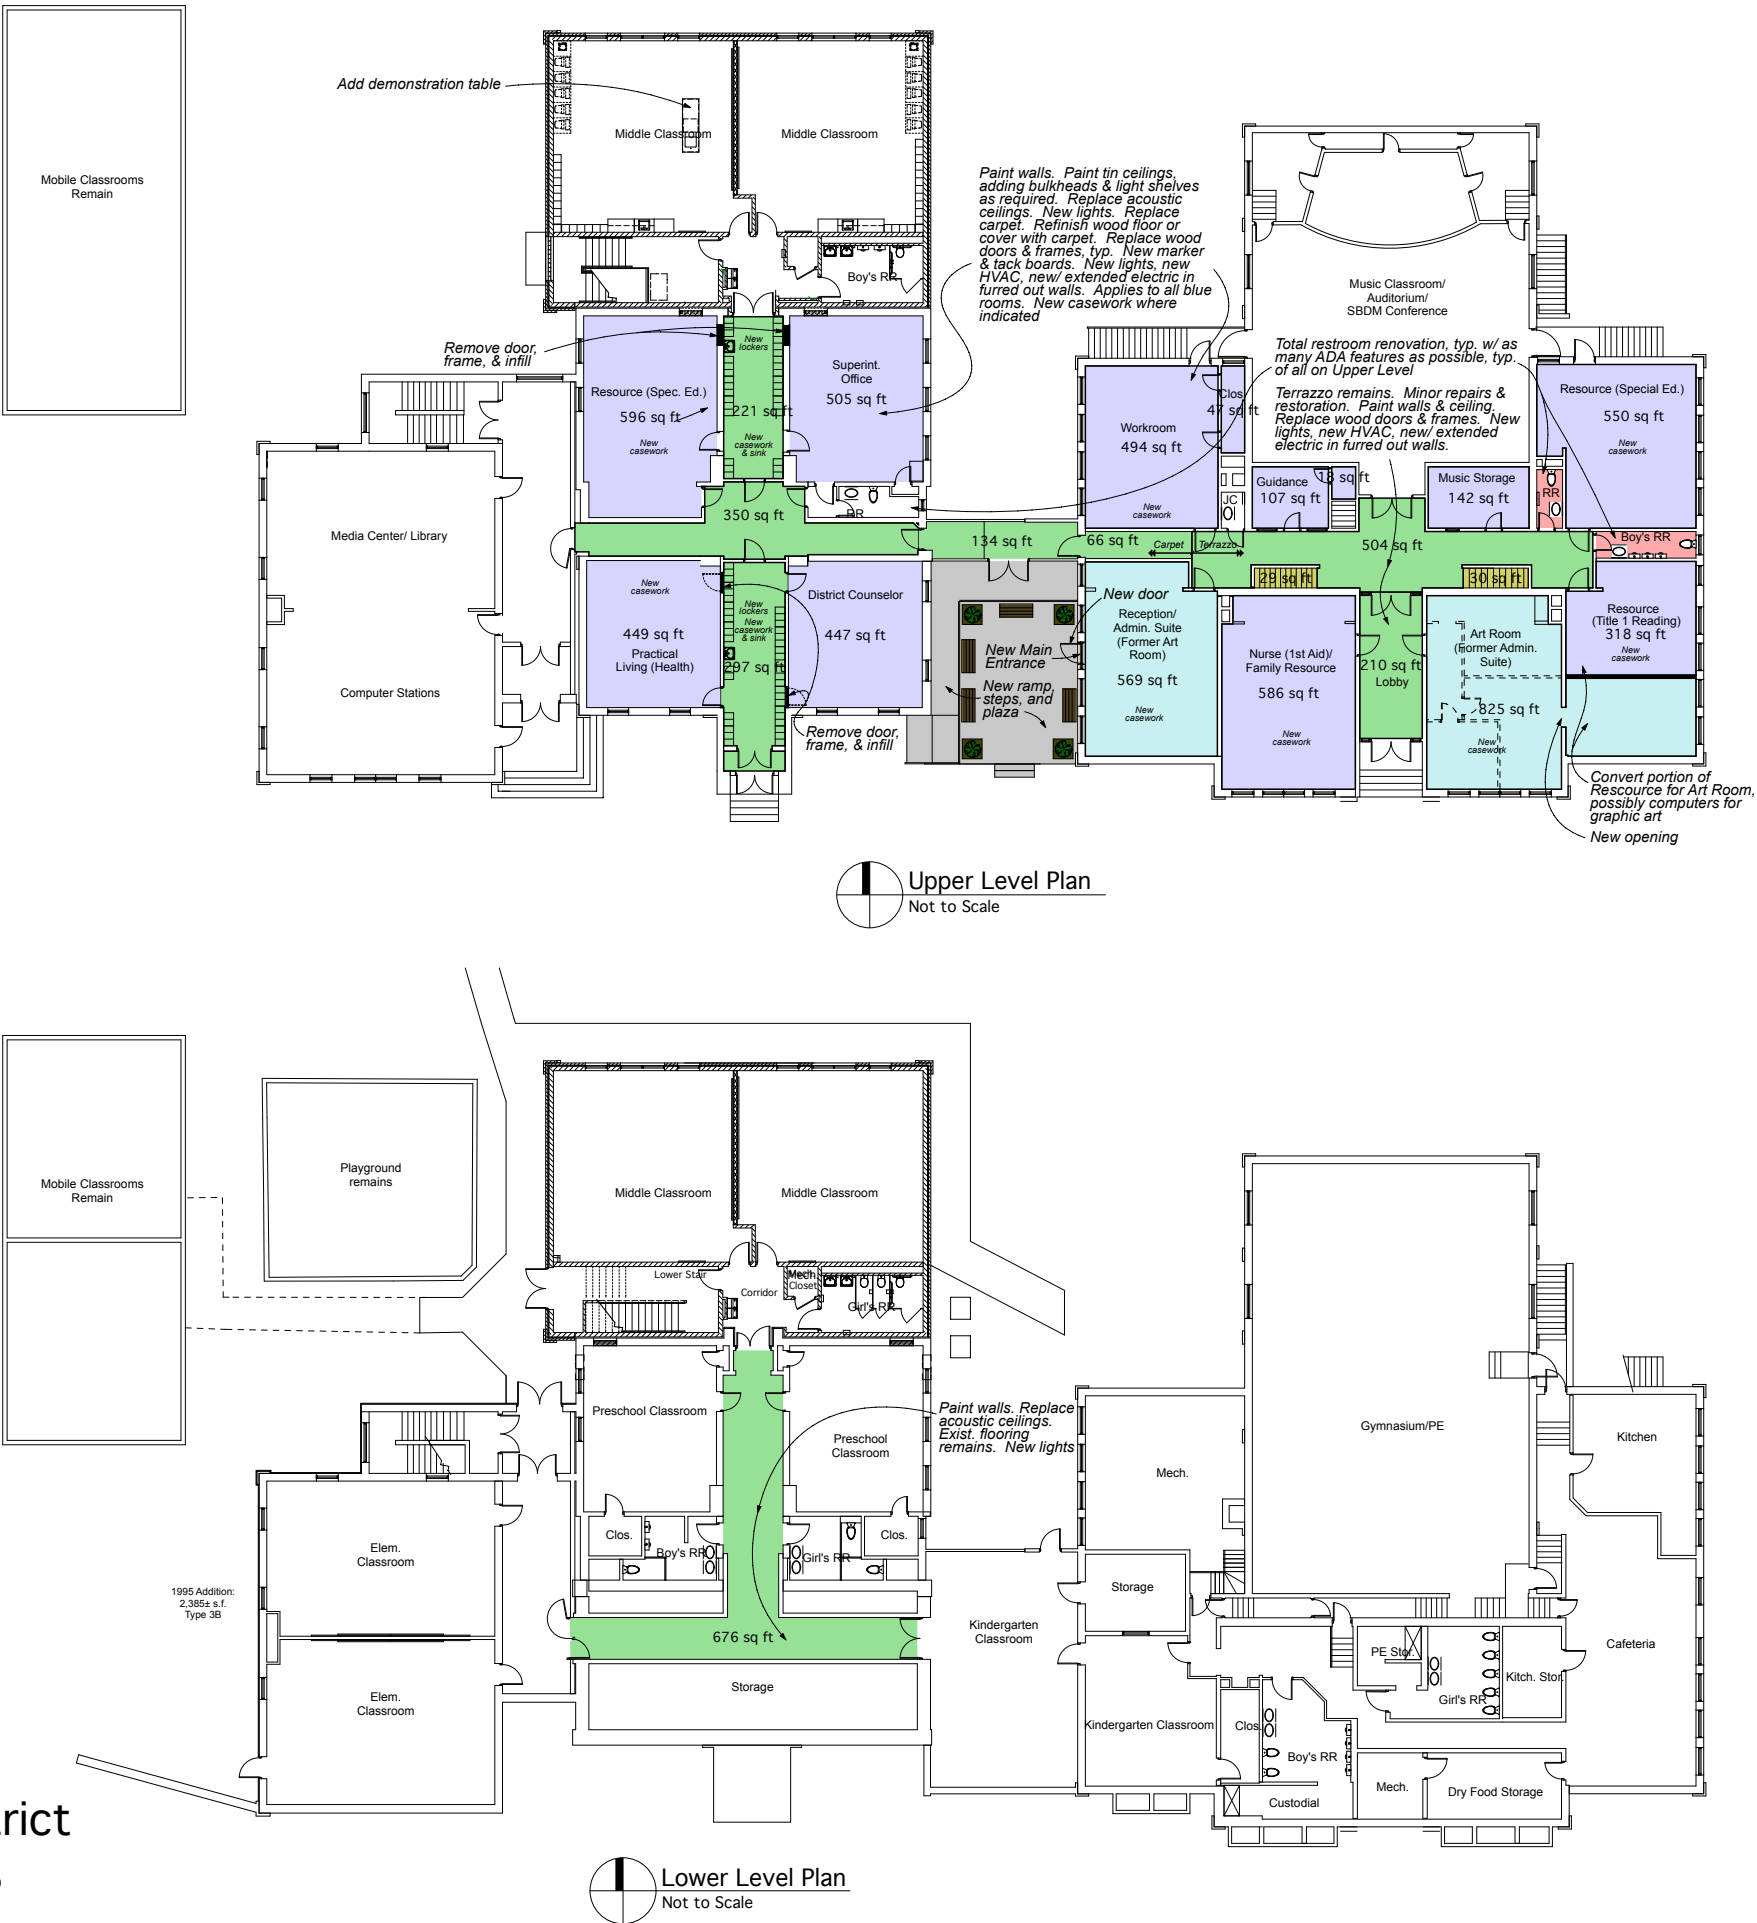 Mobile Classrooms
Remain
Add demonstration table
Middle Classroom
Middle Classroom
Boy's RR
Paint walls.  Paint tin ceilings,
adding bulkheads & light shelves
as required.  Replace acoustic
ceilings.  New lights.  Replace
carpet.  Refinish wood floor or
cover with carpet.  Replace wood
doors & frames, typ.  New marker
& tack boards.  New lights, new
HVAC, new/ extended electric in
furred out walls.  Applies to all blue
rooms.  New casework where
indicated
Music Classroom/
Auditorium/
SBDM Conference
Remove door,
frame, & infill
New
lockers
Resource (Spec. Ed.)
596 sq ft
New
casework
221 sq ft
New
casework
& sink
Superint.
Office
505 sq ft
Total restroom renovation, typ. w/ as
many ADA features as possible, typ.
of all on Upper Level
Terrazzo remains.  Minor repairs &
restoration.  Paint walls & ceiling.
Replace wood doors & frames.  New
lights, new HVAC, new/ extended
electric in furred out walls.
Clos
47 sq ft
Workroom
494 sq ft
New
casework
Resource (Special Ed.)
550 sq ft
New
casework
Guidance
107 sq ft
18 sq ft
Music Storage
142 sq ft
RR
JC
Media Center/ Library
350 sq ft
RR
134 sq ft
66 sq ft
Carpet
Terrazzo
504 sq ft
Boy's RR
29 sq ft
30 sq ft
New
casework
449 sq ft
Practical
Living (Health)
New
lockers
New
casework
& sink
297 sq ft
District Counselor
447 sq ft
New door
New Main
Entrance
New ramp,
steps, and
plaza
Reception/
Admin. Suite
(Former Art
Room)
569 sq ft
New
casework
Nurse (1st Aid)/
Family Resource
586 sq ft
New
casework
210 sq ft
Lobby
Art Room
(Former Admin.
Suite)
825 sq ft
New
casework
Resource
(Title 1 Reading)
318 sq ft
New
casework
Computer Stations
Remove door,
frame, & infill
Convert portion of
Rescource for Art Room,
possibly computers for
graphic art
New opening
Upper Level Plan
Not to Scale
Mobile Classrooms
Remain
Playground
remains
Middle Classroom
Middle Classroom
Lower Stair
Corridor
Mech.
Closet
Girl's RR
Preschool Classroom
Preschool
Classroom
Paint walls. Replace
acoustic ceilings.
Exist. flooring
remains.  New lights
Gymnasium/PE
Kitchen
Mech.
Clos.
Boy's RR
Girl's RR
Clos.
Elem.
Classroom
1995 Addition:
2,385± s.f.
Type 3B
Storage
Kindergarten
Classroom
676 sq ft
Storage
PE Stor.
Girl's RR
Kitch. Stor.
Cafeteria
Elem.
Classroom
Kindergarten Classroom
Clos.
Boy's RR
Mech.
Dry Food Storage
Custodial
rict
Lower Level Plan
Not to Scale